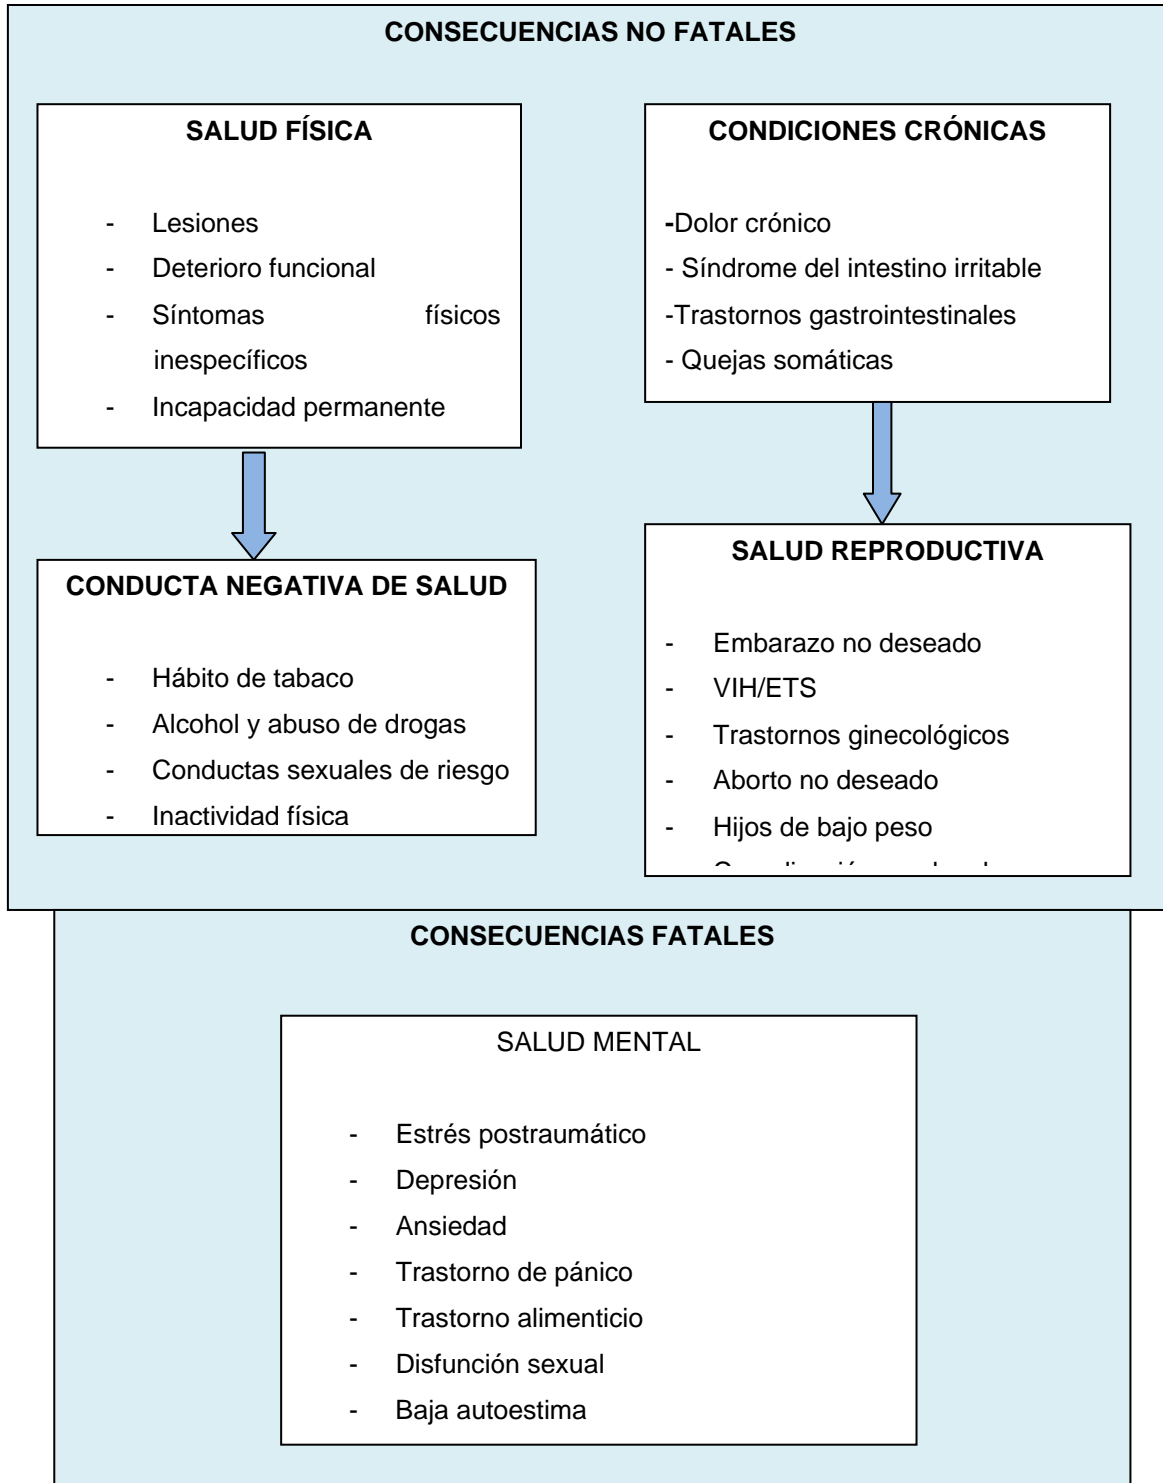 CONSECUENCIAS NO FATALES
SALUD FÍSICA
- Lesiones
- Deterioro funcional
- Síntomas físicos
inespecíficos
- Incapacidad permanente
CONDICIONES CRÓNICAS
-Dolor crónico
- Síndrome del intestino irritable
-Trastornos gastrointestinales
- Quejas somáticas
CONDUCTA NEGATIVA DE SALUD
- Hábito de tabaco
- Alcohol y abuso de drogas
- Conductas sexuales de riesgo
- Inactividad física
SALUD REPRODUCTIVA
- Embarazo no deseado
- VIH/ETS
- Trastornos ginecológicos
- Aborto no deseado
- Hijos de bajo peso
CONSECUENCIAS FATALES
SALUD MENTAL
- Estrés postraumático
- Depresión
- Ansiedad
- Trastorno de pánico
- Trastorno alimenticio
- Disfunción sexual
- Baja autoestima